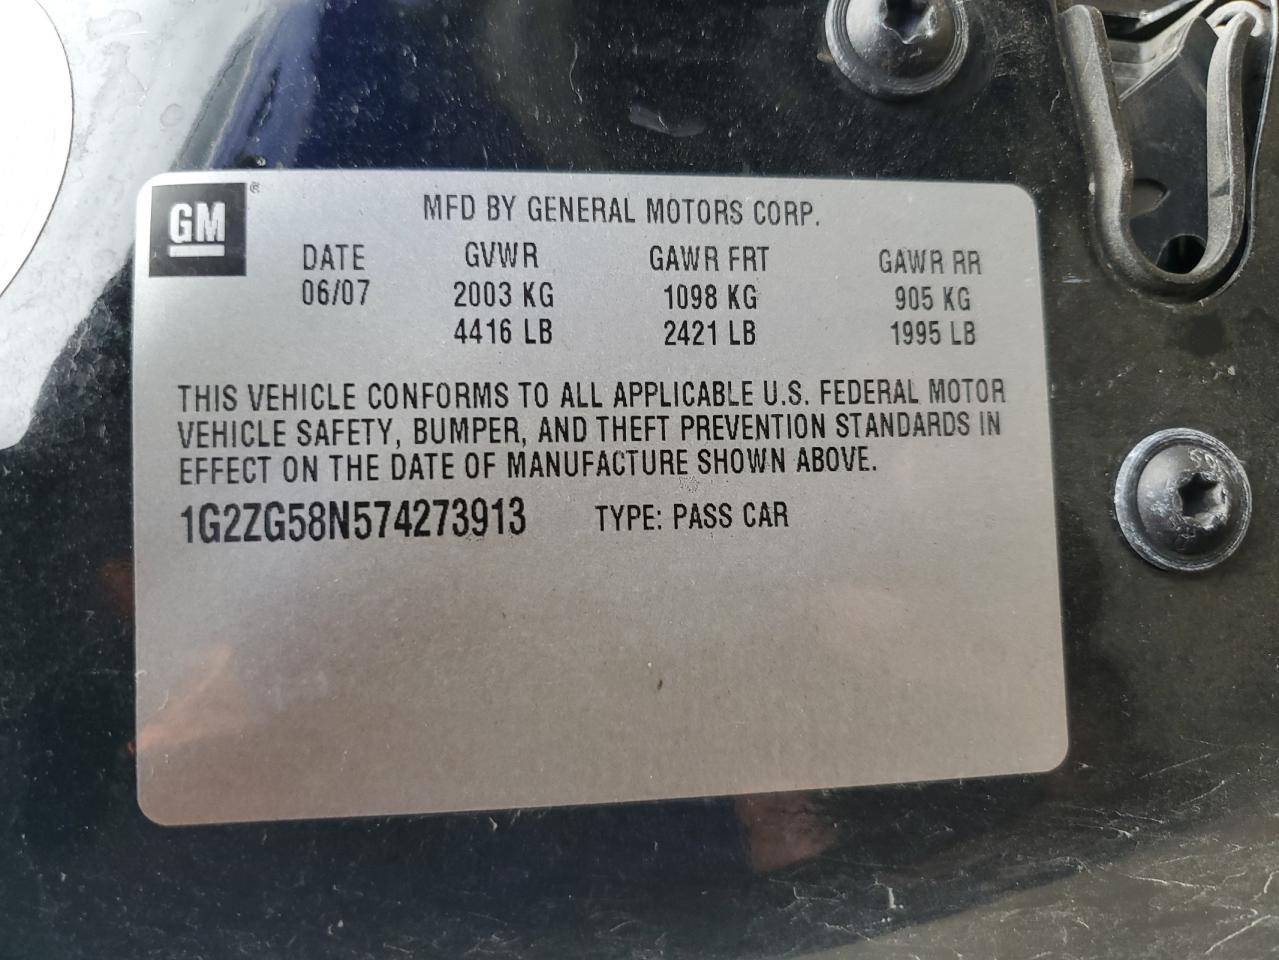 GM ®
MFD BY GENERAL MOTORS CORP.
DATE GVWR GAWR FRT GAWR RR
06/07 2003 KG 1098 KG 905 KG
4416 LB 2421 LB 1995 LB
THIS VEHICLE CONFORMS TO ALL APPLICABLE U.S. FEDERAL MOTOR
VEHICLE SAFETY, BUMPER, AND THEFT PREVENTION STANDARDS IN
EFFECT ON THE DATE OF MANUFACTURE SHOWN ABOVE.
1G2ZG58N574273913 TYPE: PASS CAR